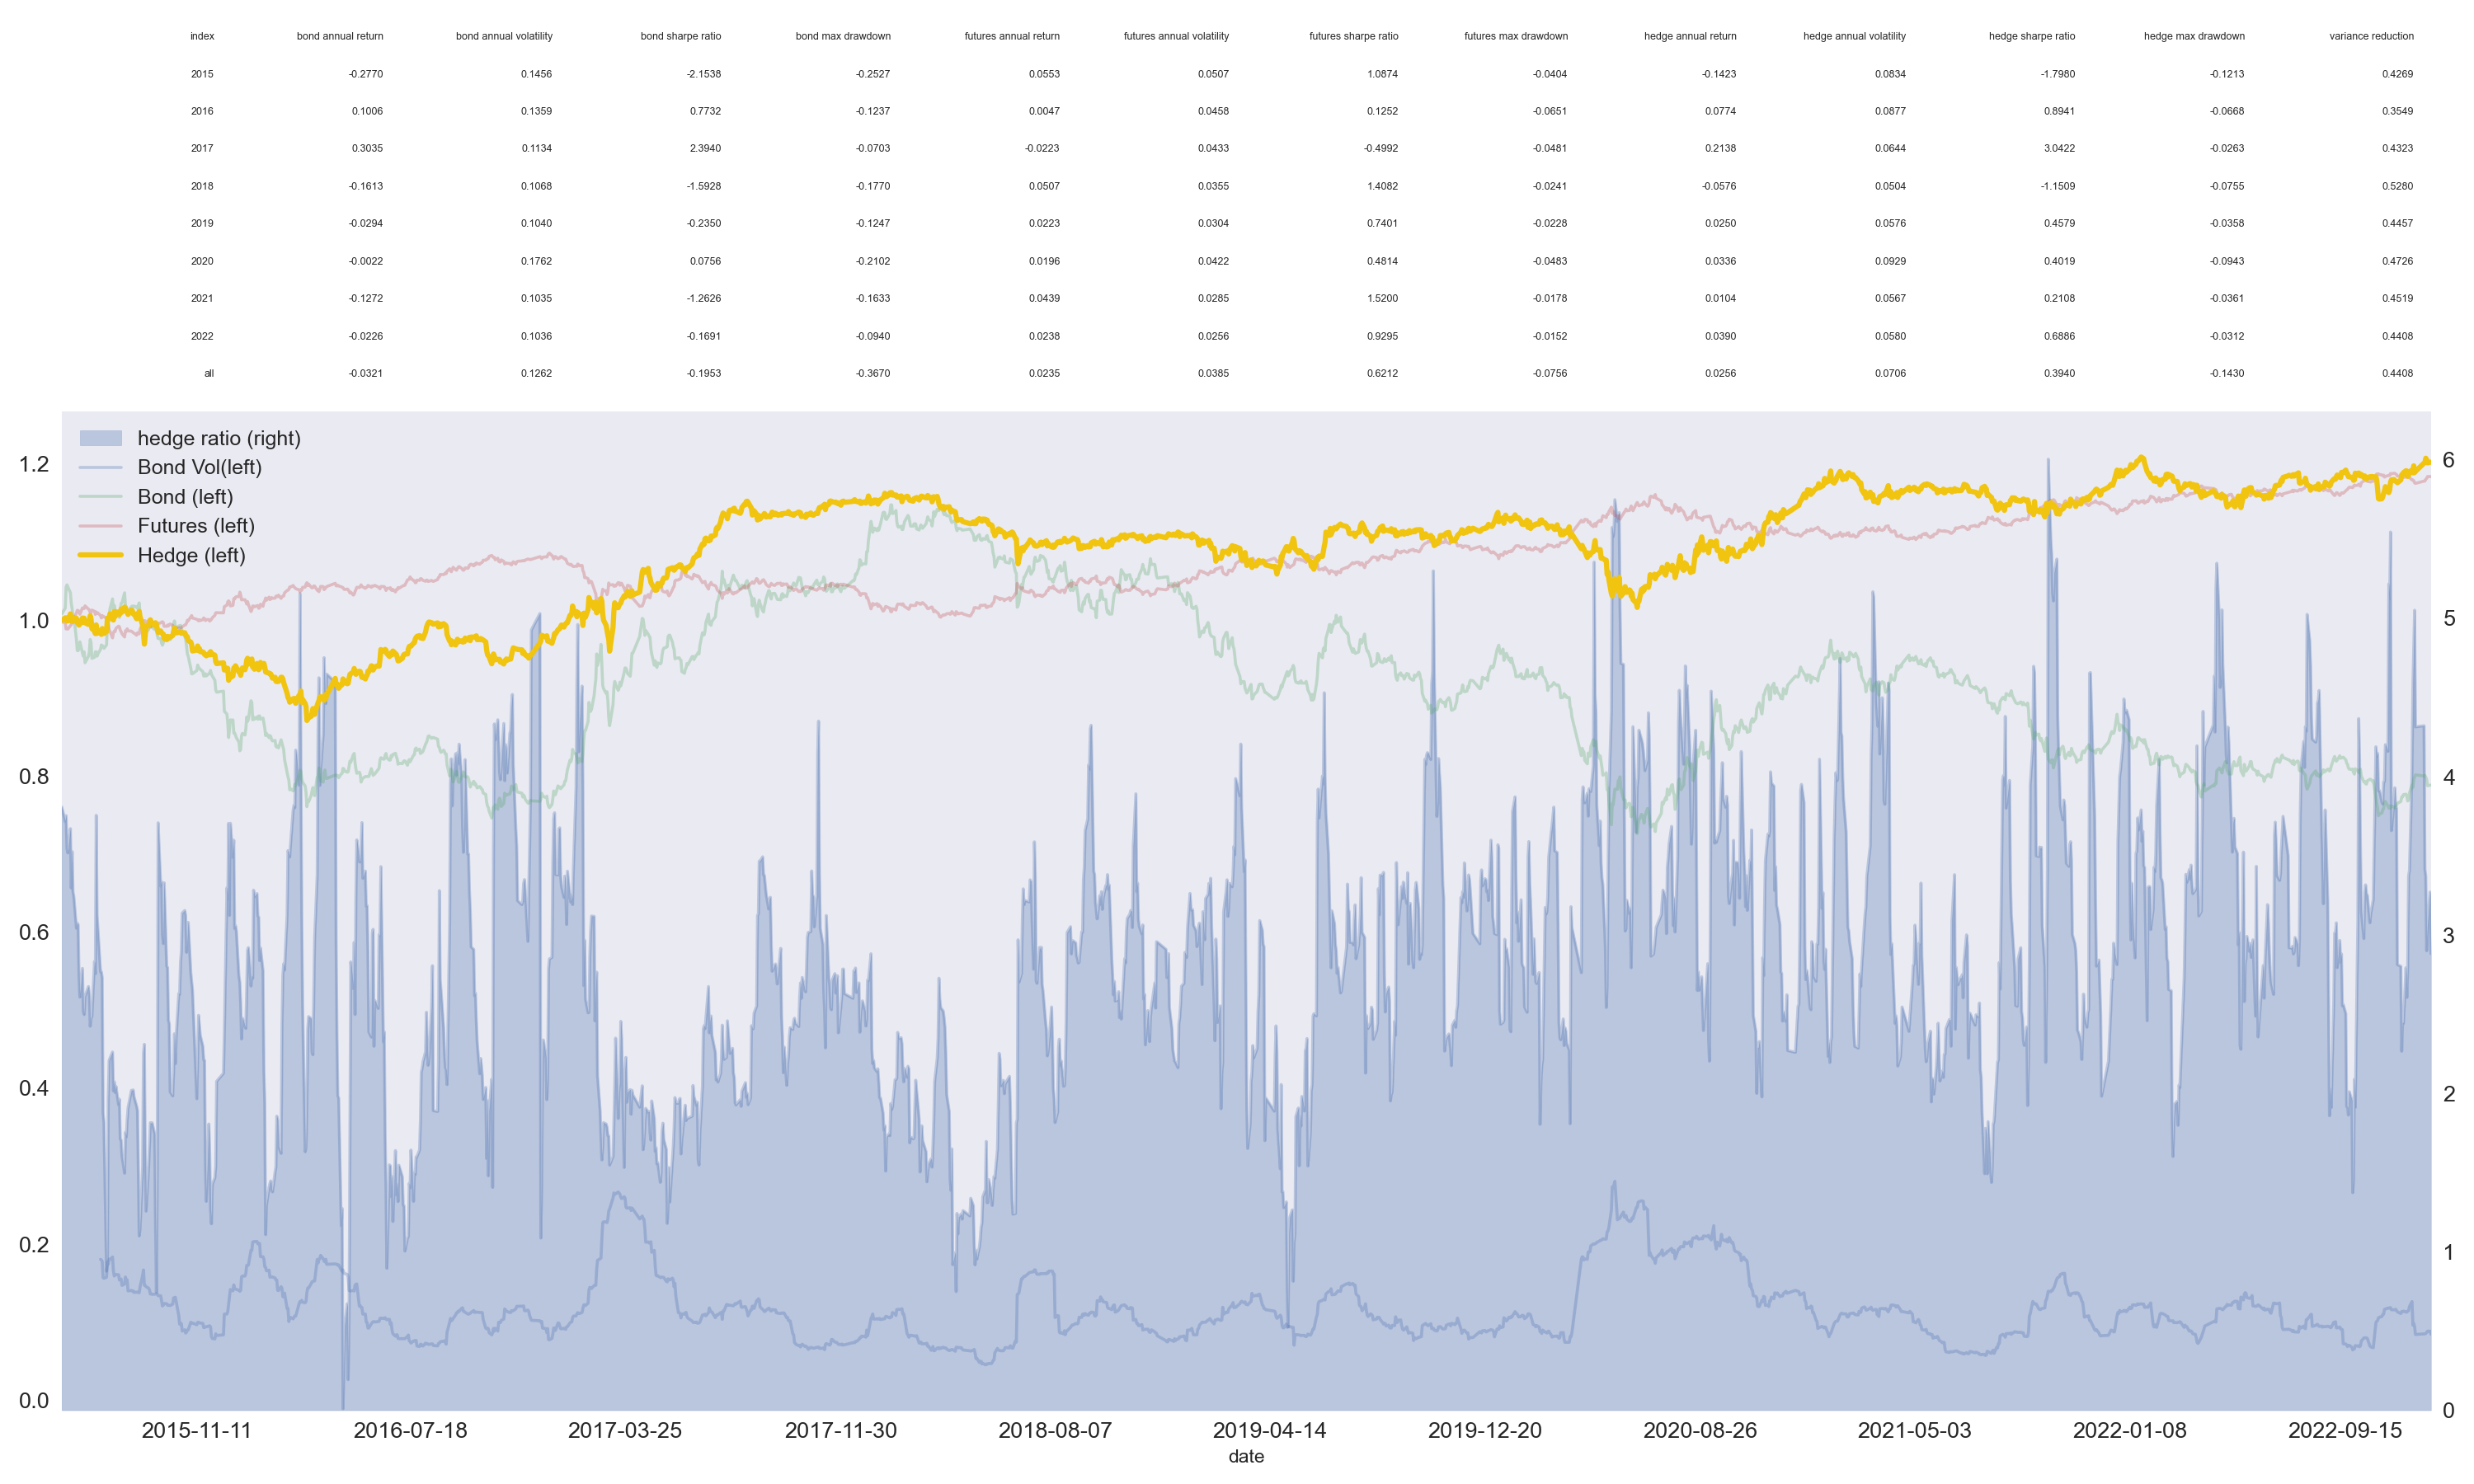 index bond annual return bond annual volatility bond sharpe ratio bond max drawdown futures annual return futures annual volatility futures sharpe ratio futures max drawdown hedge annual return hedge annual volatility hedge sharpe ratio hedge max drawdown variance reduction
2015 -0.2770 0.1456 -2.1538 -0.2527 0.0553 0.0507 1.0874 -0.0404 -0.1423 0.0834 -1.7980 -0.1213 0.4269
2016 0.1006 0.1359 0.7732 -0.1237 0.0047 0.0458 0.1252 -0.0651 0.0774 0.0877 0.8941 -0.0668 0.3549
2017 0.3035 0.1134 2.3940 -0.0703 -0.0223 0.0433 -0.4992 -0.0481 0.2138 0.0644 3.0422 -0.0263 0.4323
2018 -0.1613 0.1068 -1.5928 -0.1770 0.0507 0.0355 1.4082 -0.0241 -0.0576 0.0504 -1.1509 -0.0755 0.5280
2019 -0.0294 0.1040 -0.2350 -0.1247 0.0223 0.0304 0.7401 -0.0228 0.0250 0.0576 0.4579 -0.0358 0.4457
2020 -0.0022 0.1762 0.0756 -0.2102 0.0196 0.0422 0.4814 -0.0483 0.0336 0.0929 0.4019 -0.0943 0.4726
2021 -0.1272 0.1035 -1.2626 -0.1633 0.0439 0.0285 1.5200 -0.0178 0.0104 0.0567 0.2108 -0.0361 0.4519
2022 -0.0226 0.1036 -0.1691 -0.0940 0.0238 0.0256 0.9295 -0.0152 0.0390 0.0580 0.6886 -0.0312 0.4408
all -0.0321 0.1262 -0.1953 -0.3670 0.0235 0.0385 0.6212 -0.0756 0.0256 0.0706 0.3940 -0.1430 0.4408
hedge ratio (right)
Bond Vol(left)
Bond (left)
Futures (left)
Hedge (left)
1.2
1.0
0.8
0.6
0.4
0.2
0.0
6
5
4
3
2
1
0
2015-11-11 2016-07-18 2017-03-25 2017-11-30 2018-08-07 2019-04-14 2019-12-20 2020-08-26 2021-05-03 2022-01-08 2022-09-15
date